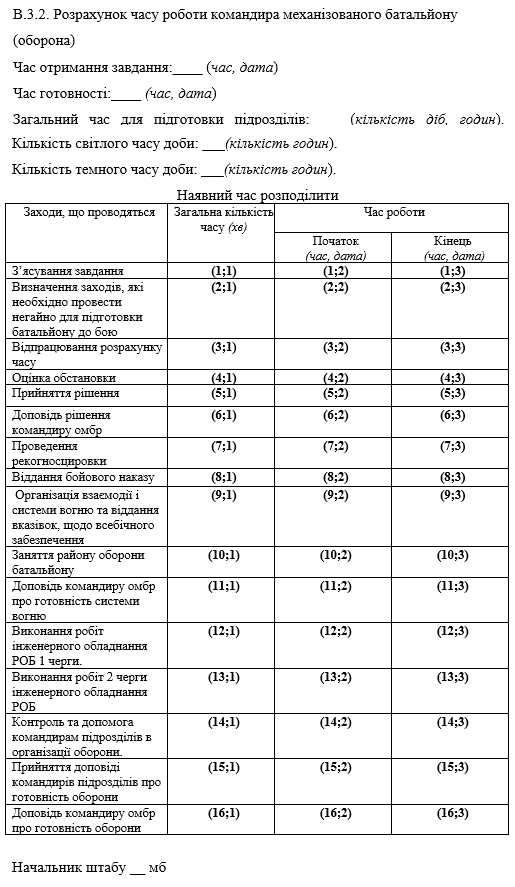 В.3.2. Розрахунок часу роботи командира механізованого батальйону
(оборона)
Час отримання завдання:____ (час, дата)
Час готовності:____ (час, дата)
Загальний час для підготовки підрозділів: (кількість діб, годин).
Кількість світлого часу доби: ___(кількість годин).
Кількість темного часу доби: ___(кількість годин).
Наявний час розподілити
Заходи, що проводяться Загальна кількість Час роботи
часу (хв)
Початок Кінець
(час, дата) (час, дата)
З’ясування завдання (1;1) (1;2) (1;3)
Визначення заходів, які (2;1) (2;2) (2;3)
необхідно провести
негайно для підготовки
батальйону до бою
Відпрацювання розрахунку (3;1) (3;2) (3;3)
часу
Оцінка обстановки (4;1) (4;2) (4;3)
Прийняття рішення (5;1) (5;2) (5;3)
Доповідь рішення (6;1) (6;2) (6;3)
командиру омбр
Проведення (7;1) (7;2) (7;3)
рекогносцировки
Віддання бойового наказу (8;1) (8;2) (8;3)
Організація взаємодії і (9;1) (9;2) (9;3)
системи вогню та віддання
вказівок, щодо всебічного
забезпечення
Заняття району оборони (10;1) (10;2) (10;3)
батальйону
Доповідь командиру омбр (11;1) (11;2) (11;3)
про готовність системи
вогню
Виконання робіт (12;1) (12;2) (12;3)
інженерного обладнання
РОБ 1 черги.
Виконання робіт 2 черги (13;1) (13;2) (13;3)
інженерного обладнання
РОБ
Контроль та допомога (14;1) (14;2) (14;3)
командирам підрозділів в
організації оборони.
Прийняття доповіді (15;1) (15;2) (15;3)
командирів підрозділів про
готовність оборони
Доповідь командиру омбр (16;1) (16;2) (16;3)
про готовність оборони
Начальник штабу __ мб